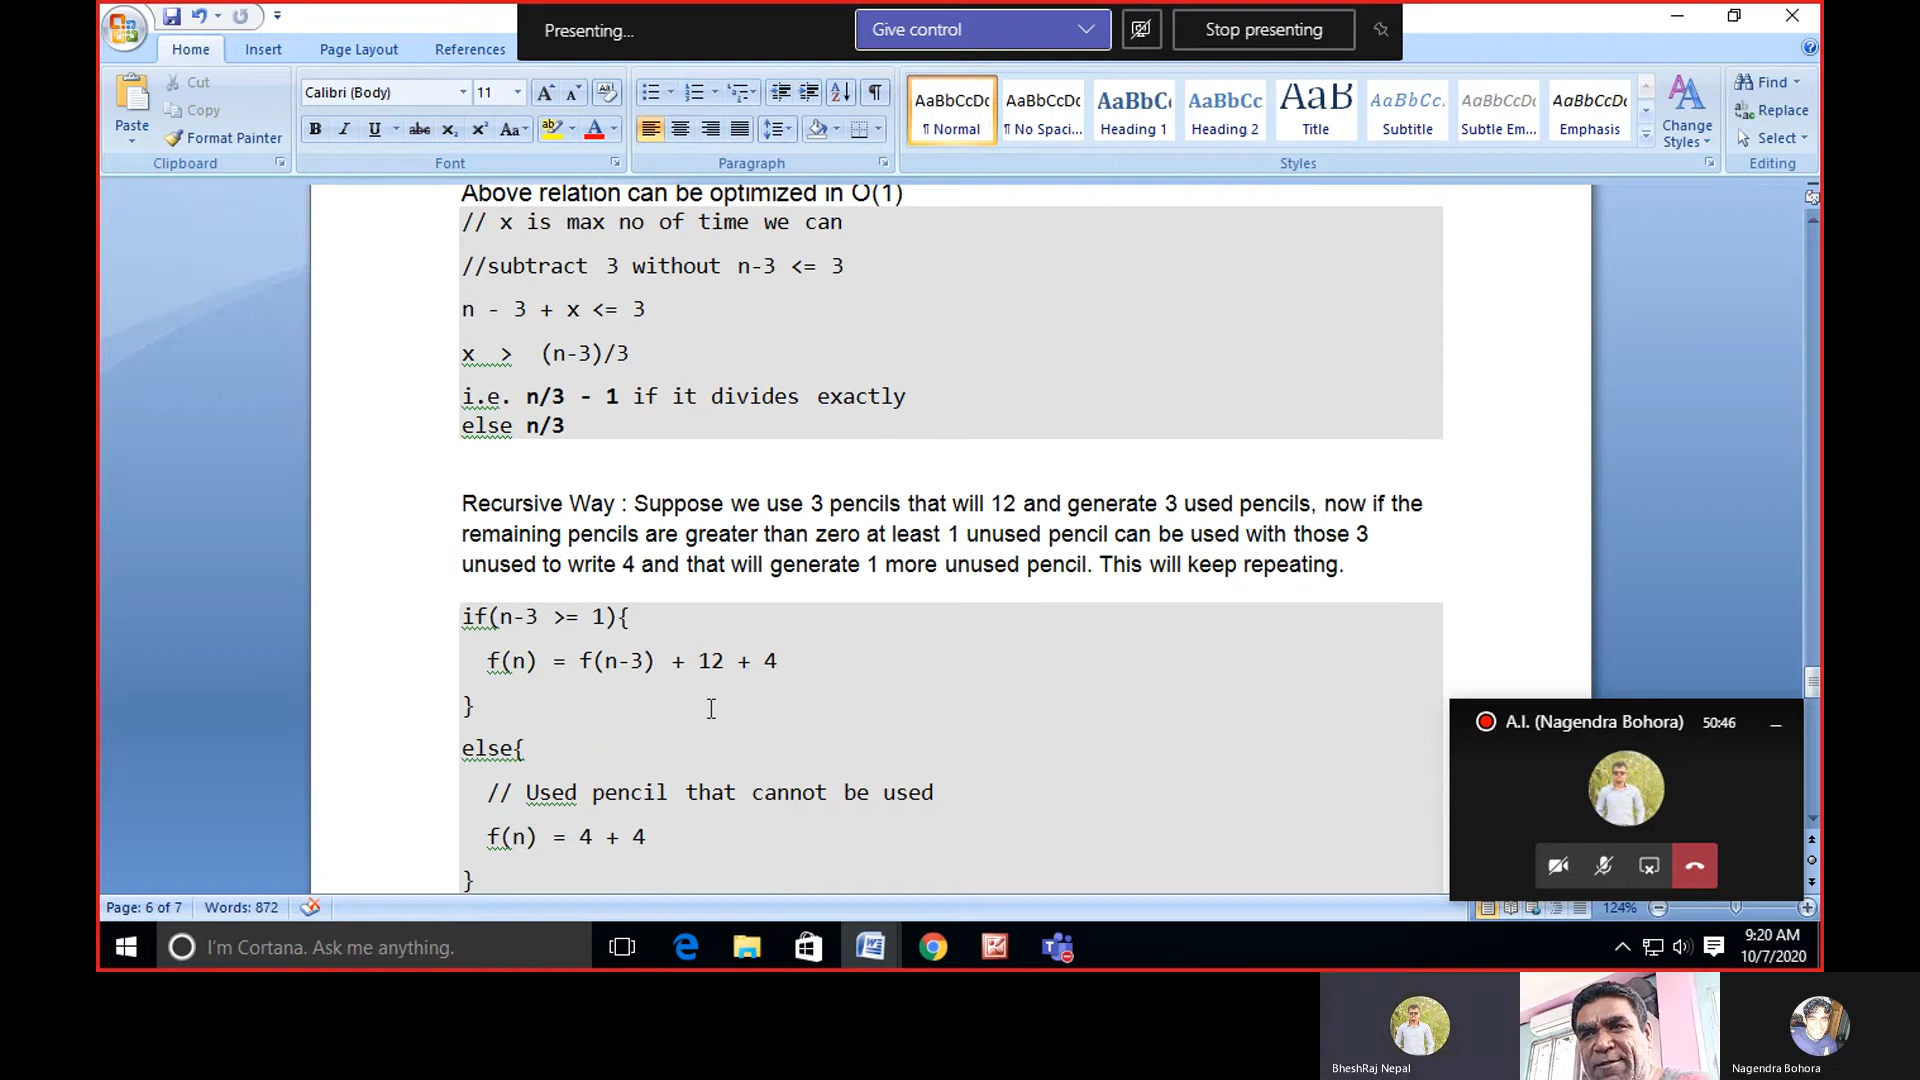 Presenting...
Give control
Stop presenting
Home
Insert
Page Layout
References
Paste
Cut
Copy
Format Painter
Clipboard
Calibri (Body)
11
Font
Paragraph
AaBbCcDc
¶ Normal
AaBbCcDc
¶ No Spaci...
AaBbC
Heading 1
AaBbCc
Heading 2
AaB
Title
AaBbCc.
Subtitle
AaBbCcDc
Subtle Em...
AaBbCcDc
Emphasis
Change
Styles
Styles
Find
Replace
Select
Editing
Above relation can be optimized in O(1)
// x is max no of time we can
//subtract 3 without n-3 <= 3
n - 3 + x <= 3
x > (n-3)/3
i.e. n/3 - 1 if it divides exactly
else n/3
Recursive Way : Suppose we use 3 pencils that will 12 and generate 3 used pencils, now if the
remaining pencils are greater than zero at least 1 unused pencil can be used with those 3
unused to write 4 and that will generate 1 more unused pencil. This will keep repeating.
if(n-3 >= 1){
f(n) = f(n-3) + 12 + 4
}
else{
// Used pencil that cannot be used
f(n) = 4 + 4
}
A.I. (Nagendra Bohora)
50:46
Page: 6 of 7
Words: 872
124%
I'm Cortana. Ask me anything.
9:20 AM
10/7/2020
BheshRaj Nepal
Nagendra Bohora